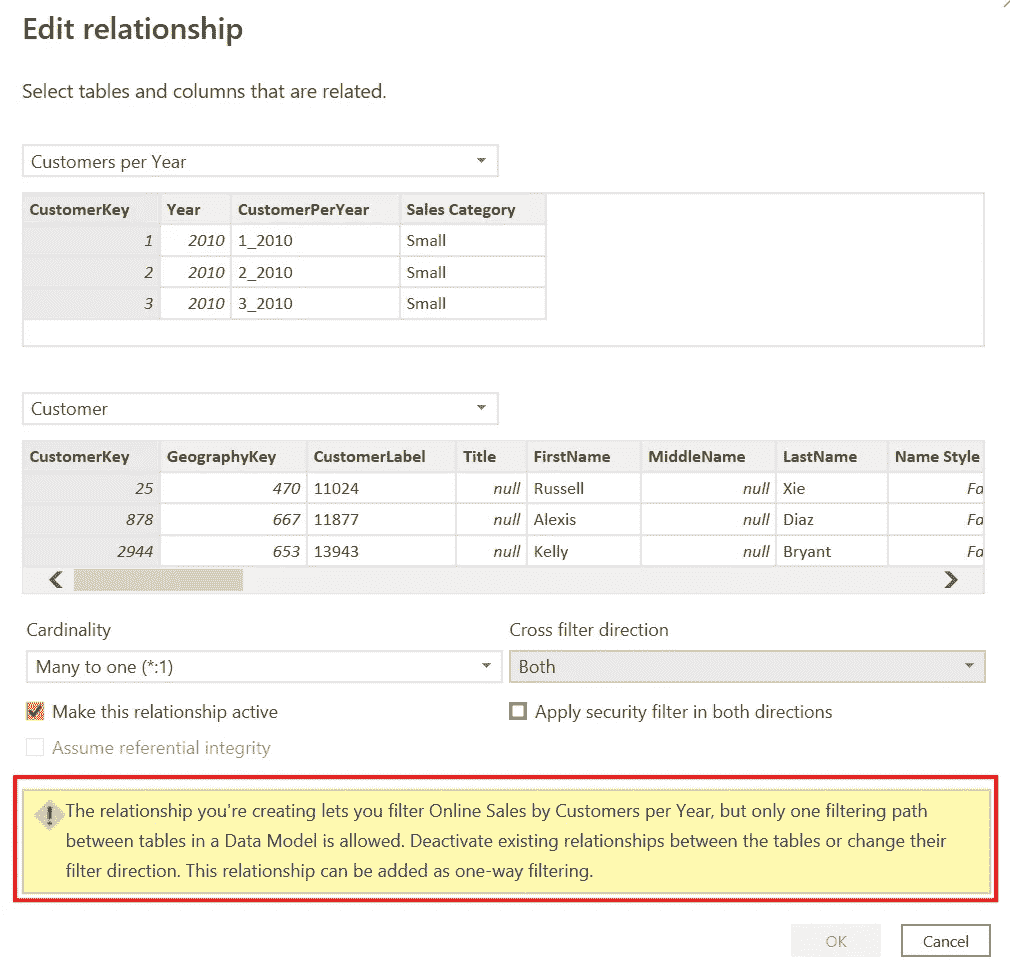 Edit relationship
Select tables and columns that are related.
Customers per Year
CustomerKey Year CustomerPerYear Sales Category
1 2010 1_2010 Small
2 2010 2_2010 Small
3 2010 3_2010 Small
Customer
CustomerKey GeographyKey CustomerLabel Title FirstName MiddleName LastName Name Style
25 470 11024 null Russell null Xie Fa
878 667 11877 null Alexis null Diaz Fa
2944 653 13943 null Kelly null Bryant Fa
Cardinality Cross filter direction
Many to one (*:1) Both
Make this relationship active Apply security filter in both directions
Assume referential integrity
The relationship you're creating lets you filter Online Sales by Customers per Year, but only one filtering path
between tables in a Data Model is allowed. Deactivate existing relationships between the tables or change their
filter direction. This relationship can be added as one-way filtering.
OK Cancel